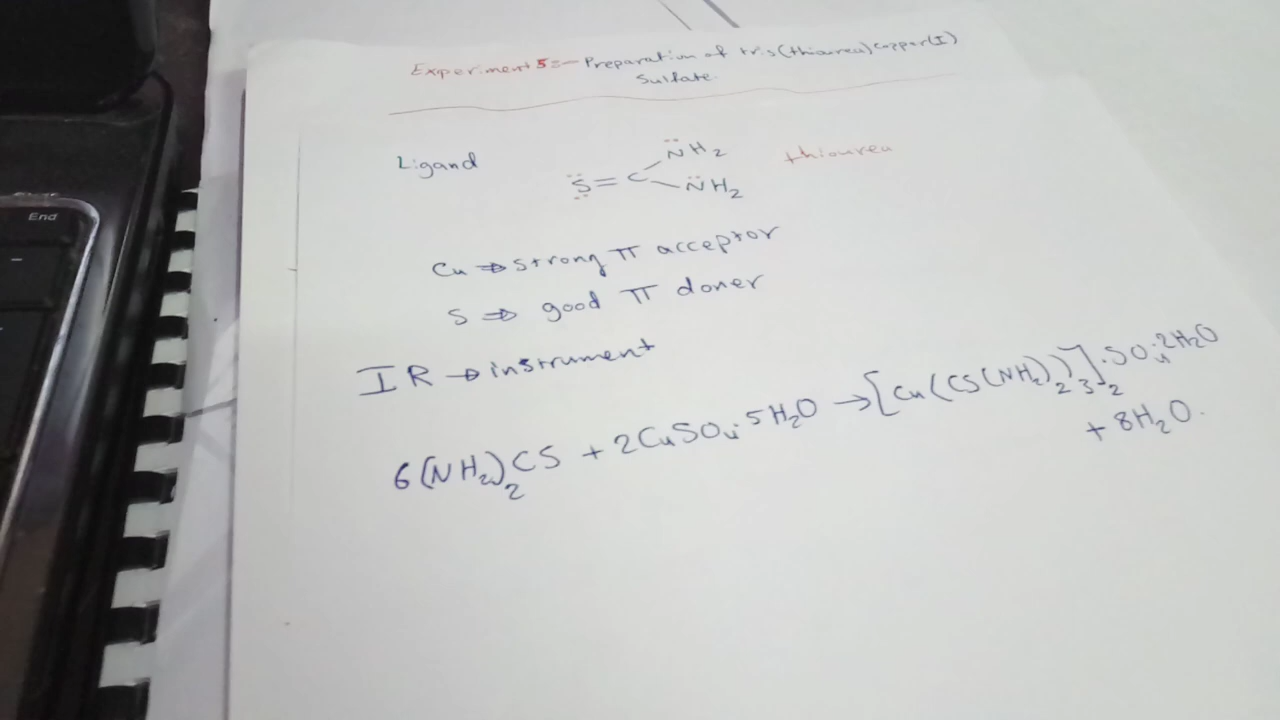 Experiment 5:- Preparation of tris(thiourea)copper(I)
Sulfate.
End
Ligand
S=C
NH2
NH2
thiourea
Cu ⇒ strong π acceptor
S ⇒ good π doner
IR → instrument
6(NH2)2CS + 2CuSO4·5H2O → [Cu(CS(NH2)2)3]2·SO4·2H2O
+ 8H2O.